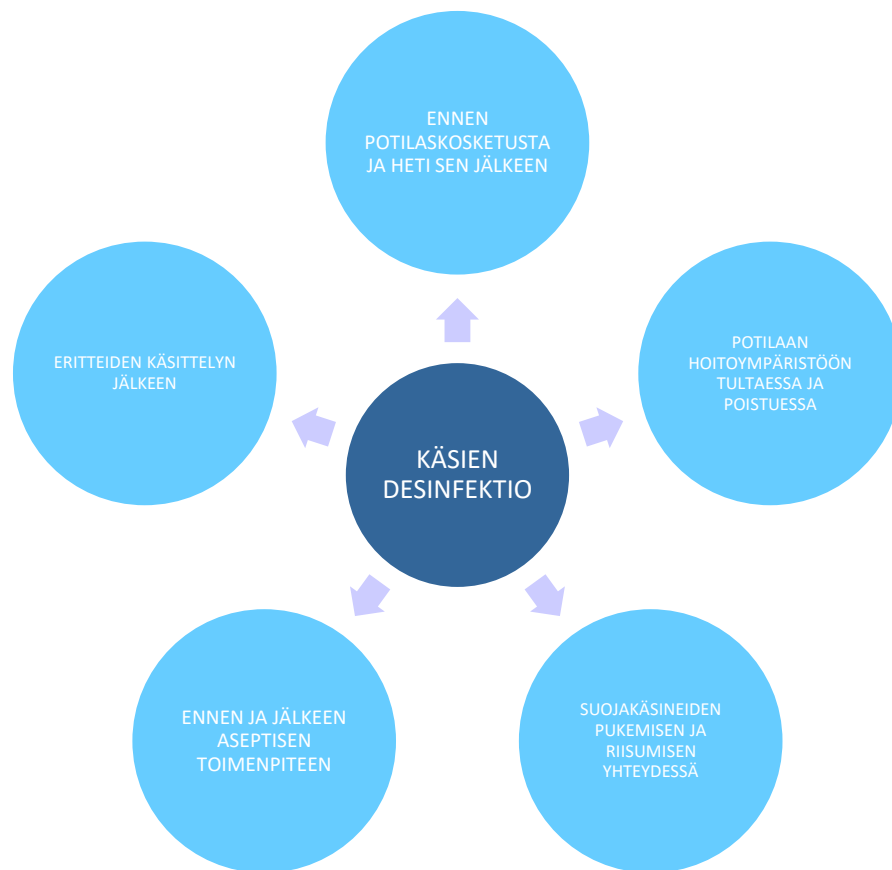 ENNEN
POTILASKOSKETUSTA
JA HETI SEN JÄLKEEN
POTILAAN
HOITOYMPÄRISTÖÖN
TULTAESSA JA
POISTUESSA
SUOJAKÄSINEIDEN
PUKEMISEN JA
RIISUMISEN
YHTEYDESSÄ
ENNEN JA JÄLKEEN
ASEPTISEN
TOIMENPITEEN
ERITTEIDEN KÄSITTELYN
JÄLKEEN
KÄSIEN
DESINFEKTIO